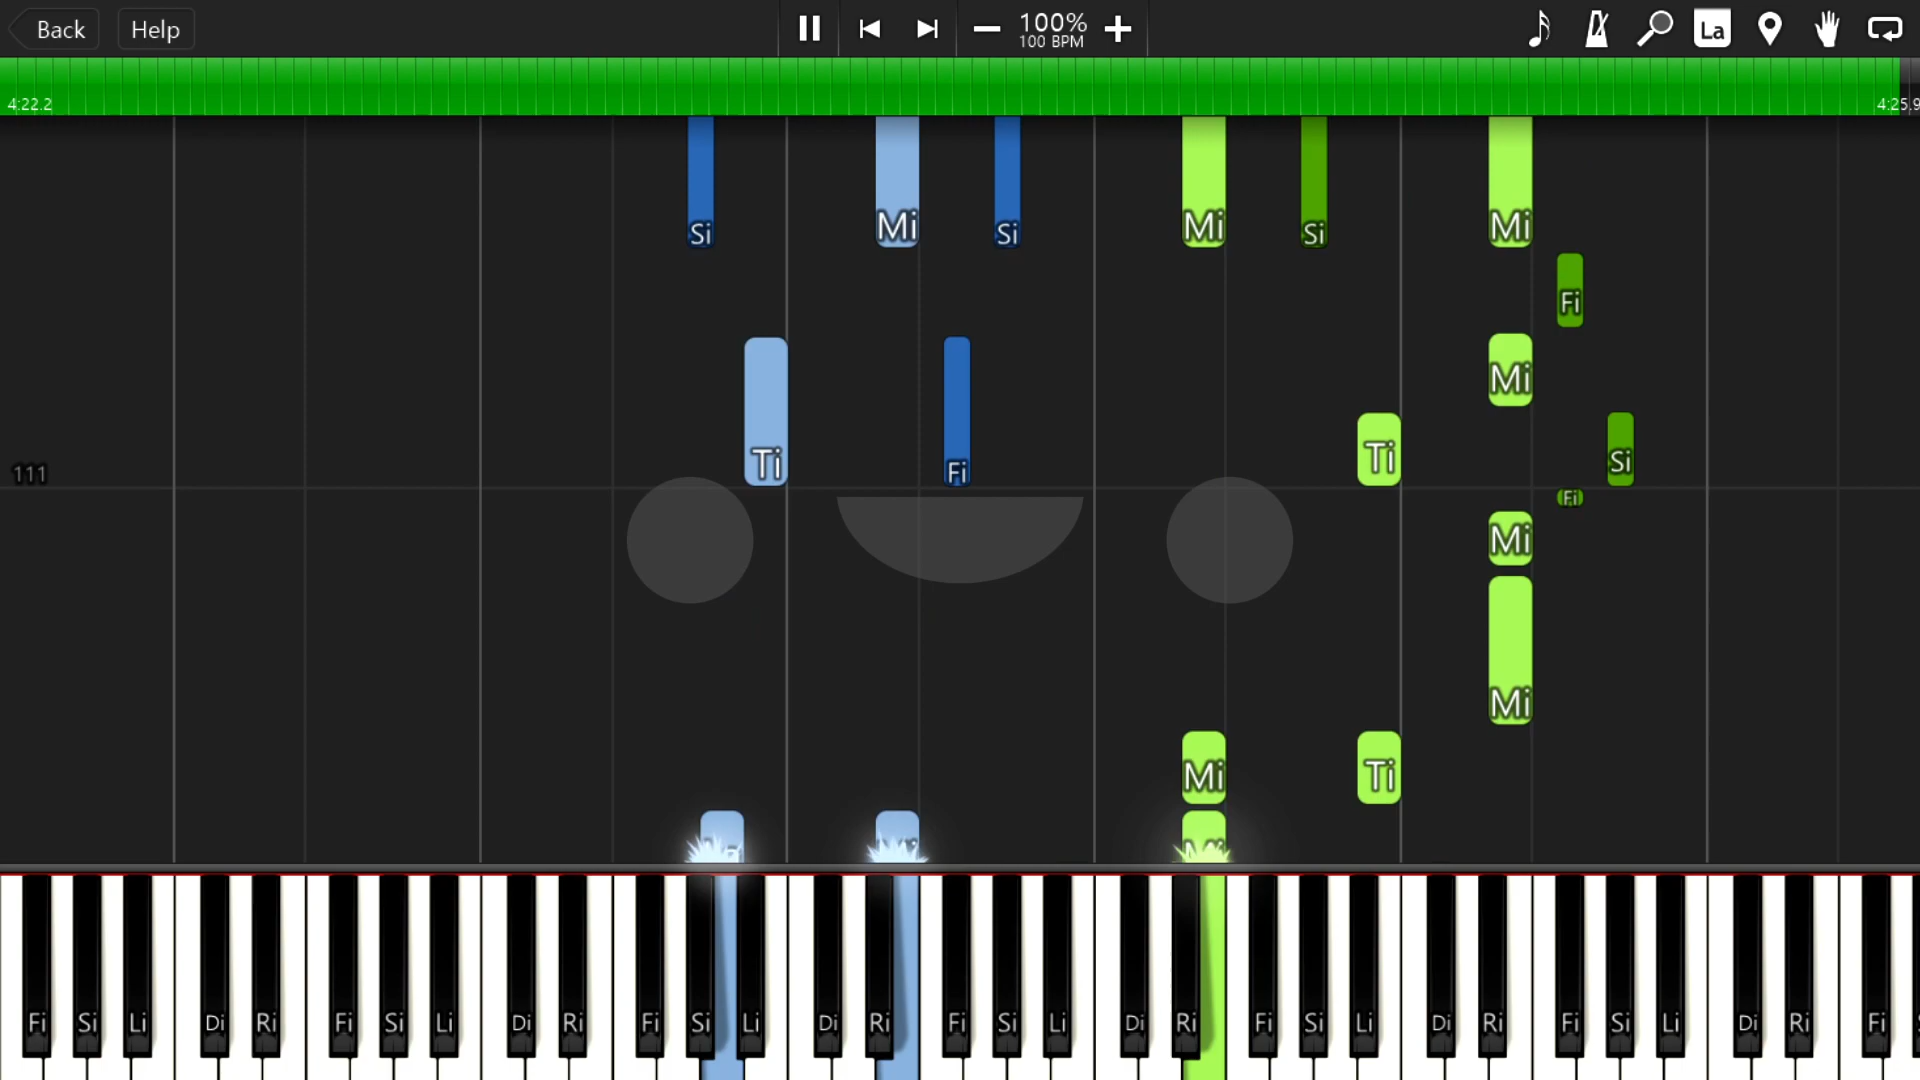 Back Help 100% La
100 BPM
4:22.2 4:25.9
Si Mi Si Mi Si Mi
Fi
Mi
Ti Fi Ti Si
111
Fi
Mi
Mi
Mi Ti
Fi Si Li Di Ri Fi Si Li Di Ri Fi Si Li Di Ri Fi Si Li Di Ri Fi Si Li Di Ri Fi Si Li Di Ri Fi